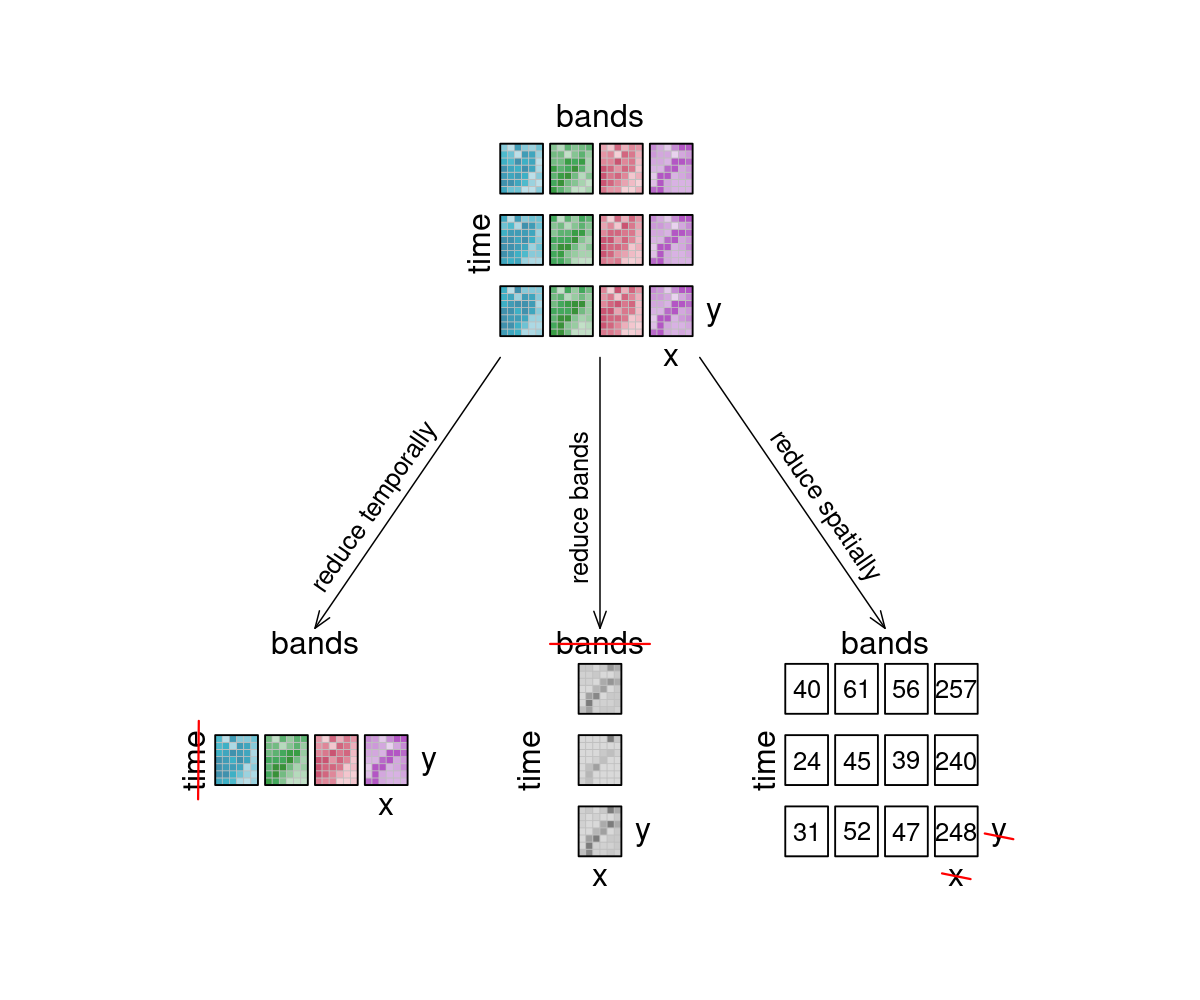 bands
time
y
x
reduce temporally
reduce bands
reduce spatially
bands
time
y
x
bands
time
y
x
bands
time
40 61 56 257
24 45 39 240
31 52 47 248
y
x